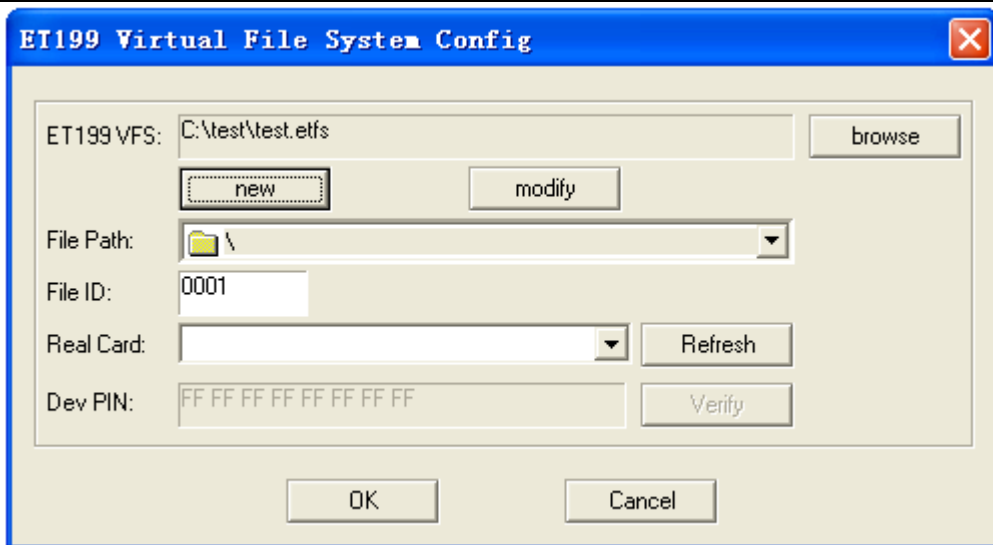 ET199 Virtual File System Config
ET199 VFS: C:\test\test.etfs browse
new modify
File Path: \
File ID: 0001
Real Card: Refresh
Dev PIN: FF FF FF FF FF FF FF FF Verify
OK Cancel